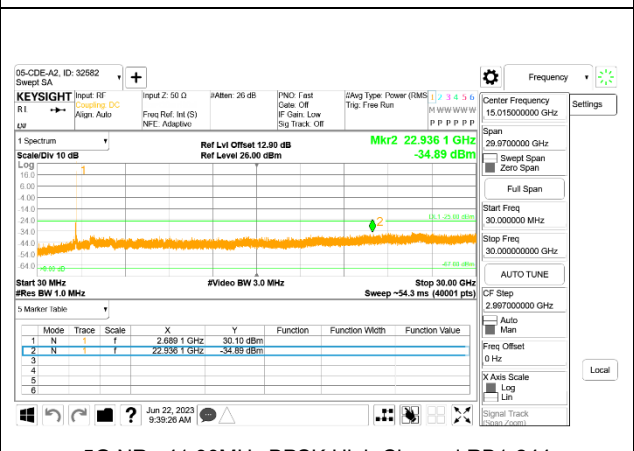 05-CDE-A2, ID: 32582
Swept SA
KEYSIGHT
RL
Input: RF
Coupling: DC
Align: Auto
Input Z: 50 Ω
Freq Ref: Int (S)
NFE: Adaptive
#Atten: 26 dB
PNO: Fast
Gate: Off
IF Gain: Low
Sig Track: Off
#Avg Type: Power (RMS
Trig: Free Run
1 2 3 4 5 6
M W W W W W
P P P P P P
1 Spectrum
Scale/Div 10 dB
Log
Ref Lvl Offset 12.90 dB
Ref Level 26.00 dBm
Mkr2 22.936 1 GHz
-34.89 dBm
16.0
6.00
-4.00
-14.0
-24.0
-34.0
-44.0
-54.0
-64.0
1
2
Start 30 MHz
#Res BW 1.0 MHz
#Video BW 3.0 MHz
Stop 30.00 GHz
Sweep ~54.3 ms (40001 pts)
5 Marker Table
Mode Trace Scale X Y Function Function Width Function Value
1 N 1 f 2.689 1 GHz 30.10 dBm
2 N 1 f 22.936 1 GHz -34.89 dBm
3
4
5
6
Jun 22, 2023
9:39:26 AM
Frequency
Settings
Center Frequency
15.015000000 GHz
Span
29.9700000 GHz
Swept Span
Zero Span
Full Span
Start Freq
30.000000 MHz
Stop Freq
30.000000000 GHz
AUTO TUNE
CF Step
2.997000000 GHz
Auto
Man
Freq Offset
0 Hz
X Axis Scale
Log
Lin
Signal Track
(Span Zoom)
Local